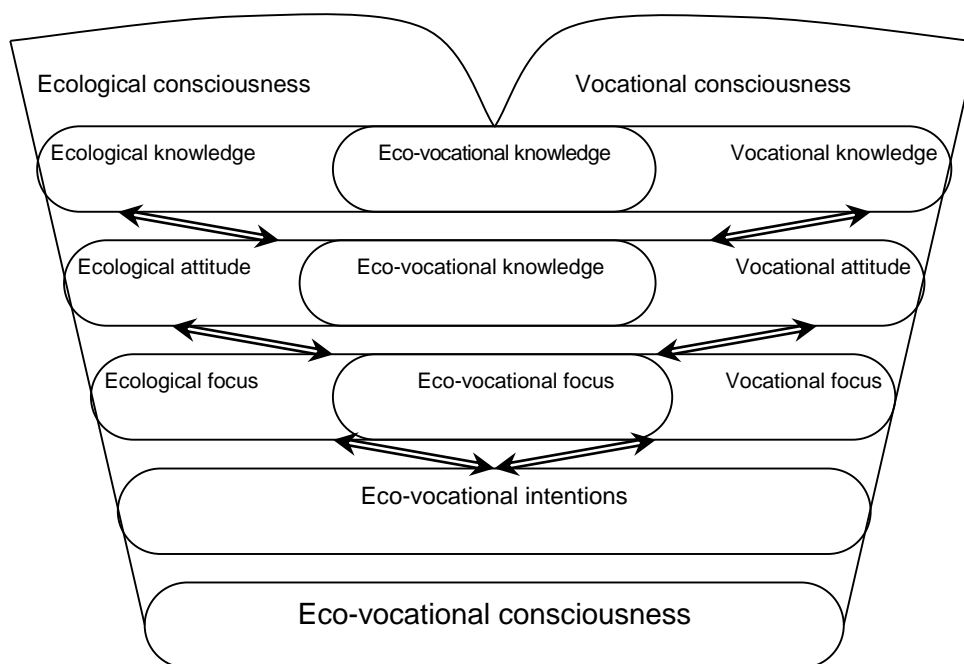 Ecological consciousness
Vocational consciousness
Ecological knowledge
Eco-vocational knowledge
Vocational knowledge
Ecological attitude
Eco-vocational knowledge
Vocational attitude
Ecological focus
Eco-vocational focus
Vocational focus
Eco-vocational intentions
Eco-vocational consciousness